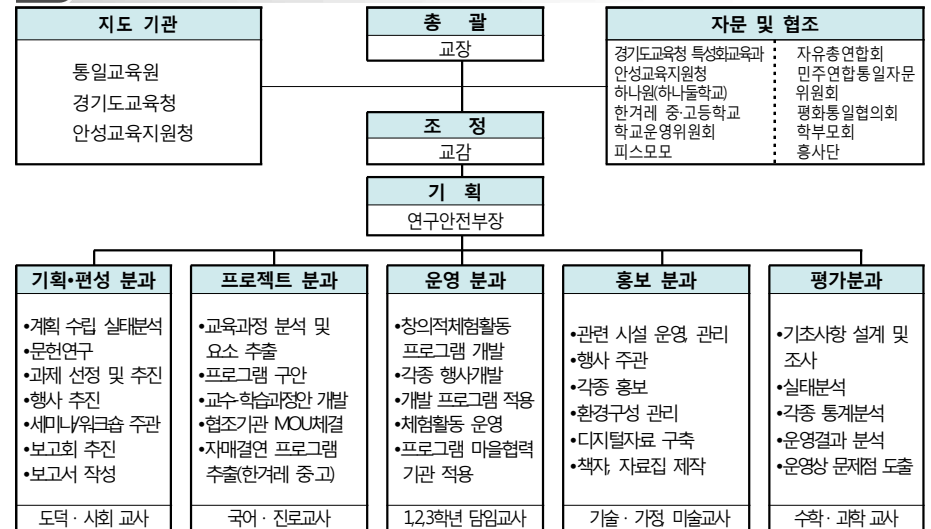 지도 기관
통일교육원
경기도교육청
안성교육지원청
총 괄
교장
자문 및 협조
경기도교육청 특성화교육과
안성교육지원청
하나원(하나둘학교)
한겨레 중·고등학교
학교운영위원회
피스모모
자유총연합회
민주연합통일자문
위원회
평화통일협의회
학부모회
흥사단
조 정
교감
기 획
연구안전부장
기획•편성 분과
•계획 수립 실태분석
•문헌연구
•과제 선정 및 추진
•행사 추진
•세미나/워크숍 주관
•보고회 추진
•보고서 작성
도덕 · 사회 교사
프로젝트 분과
•교육과정 분석 및
요소 추출
•프로그램 구안
•교수·학습과정안 개발
•협조기관 MOU체결
•자매결연 프로그램
추출(한겨레 중·고)
국어 · 진로교사
운영 분과
•창의적체험활동
프로그램 개발
•각종 행사개발
•개발 프로그램 적용
•체험활동 운영
•프로그램 마을협력
기관 적용
1,2,3학년 담임교사
홍보 분과
•관련 시설 운영, 관리
•행사 주관
•각종 홍보
•환경구성 관리
•디지털자료 구축
•책자, 자료집 제작
기술 · 가정, 미술교사
평가분과
•기초사항 설계 및
조사
•실태분석
•각종 통계분석
•운영결과 분석
•운영상 문제점 도출
수학 · 과학 교사